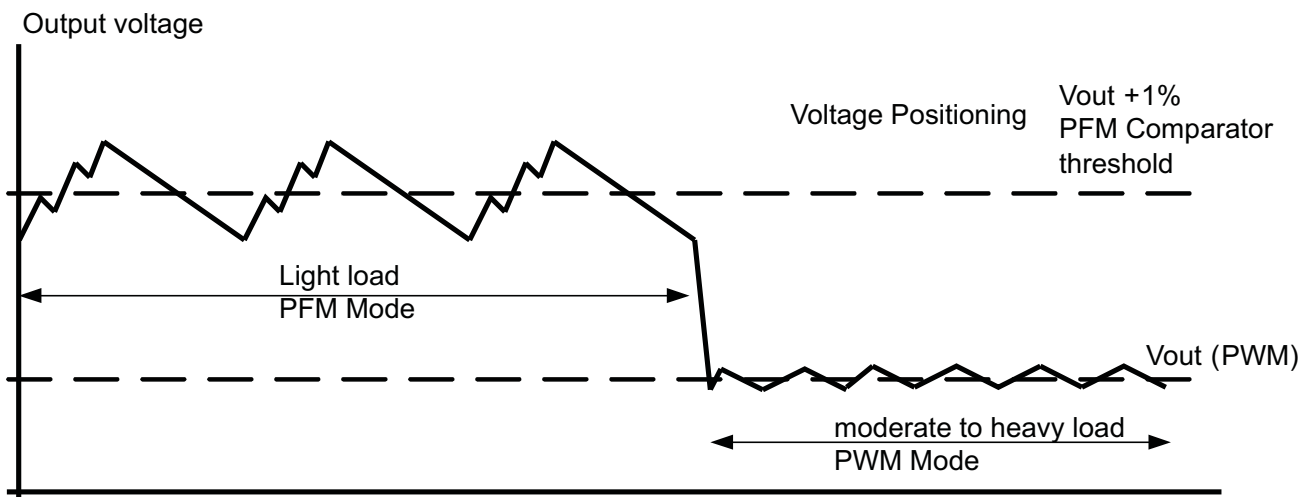 Output voltage
Voltage Positioning
Vout +1%
PFM Comparator
threshold
Light load
PFM Mode
Vout (PWM)
moderate to heavy load
PWM Mode